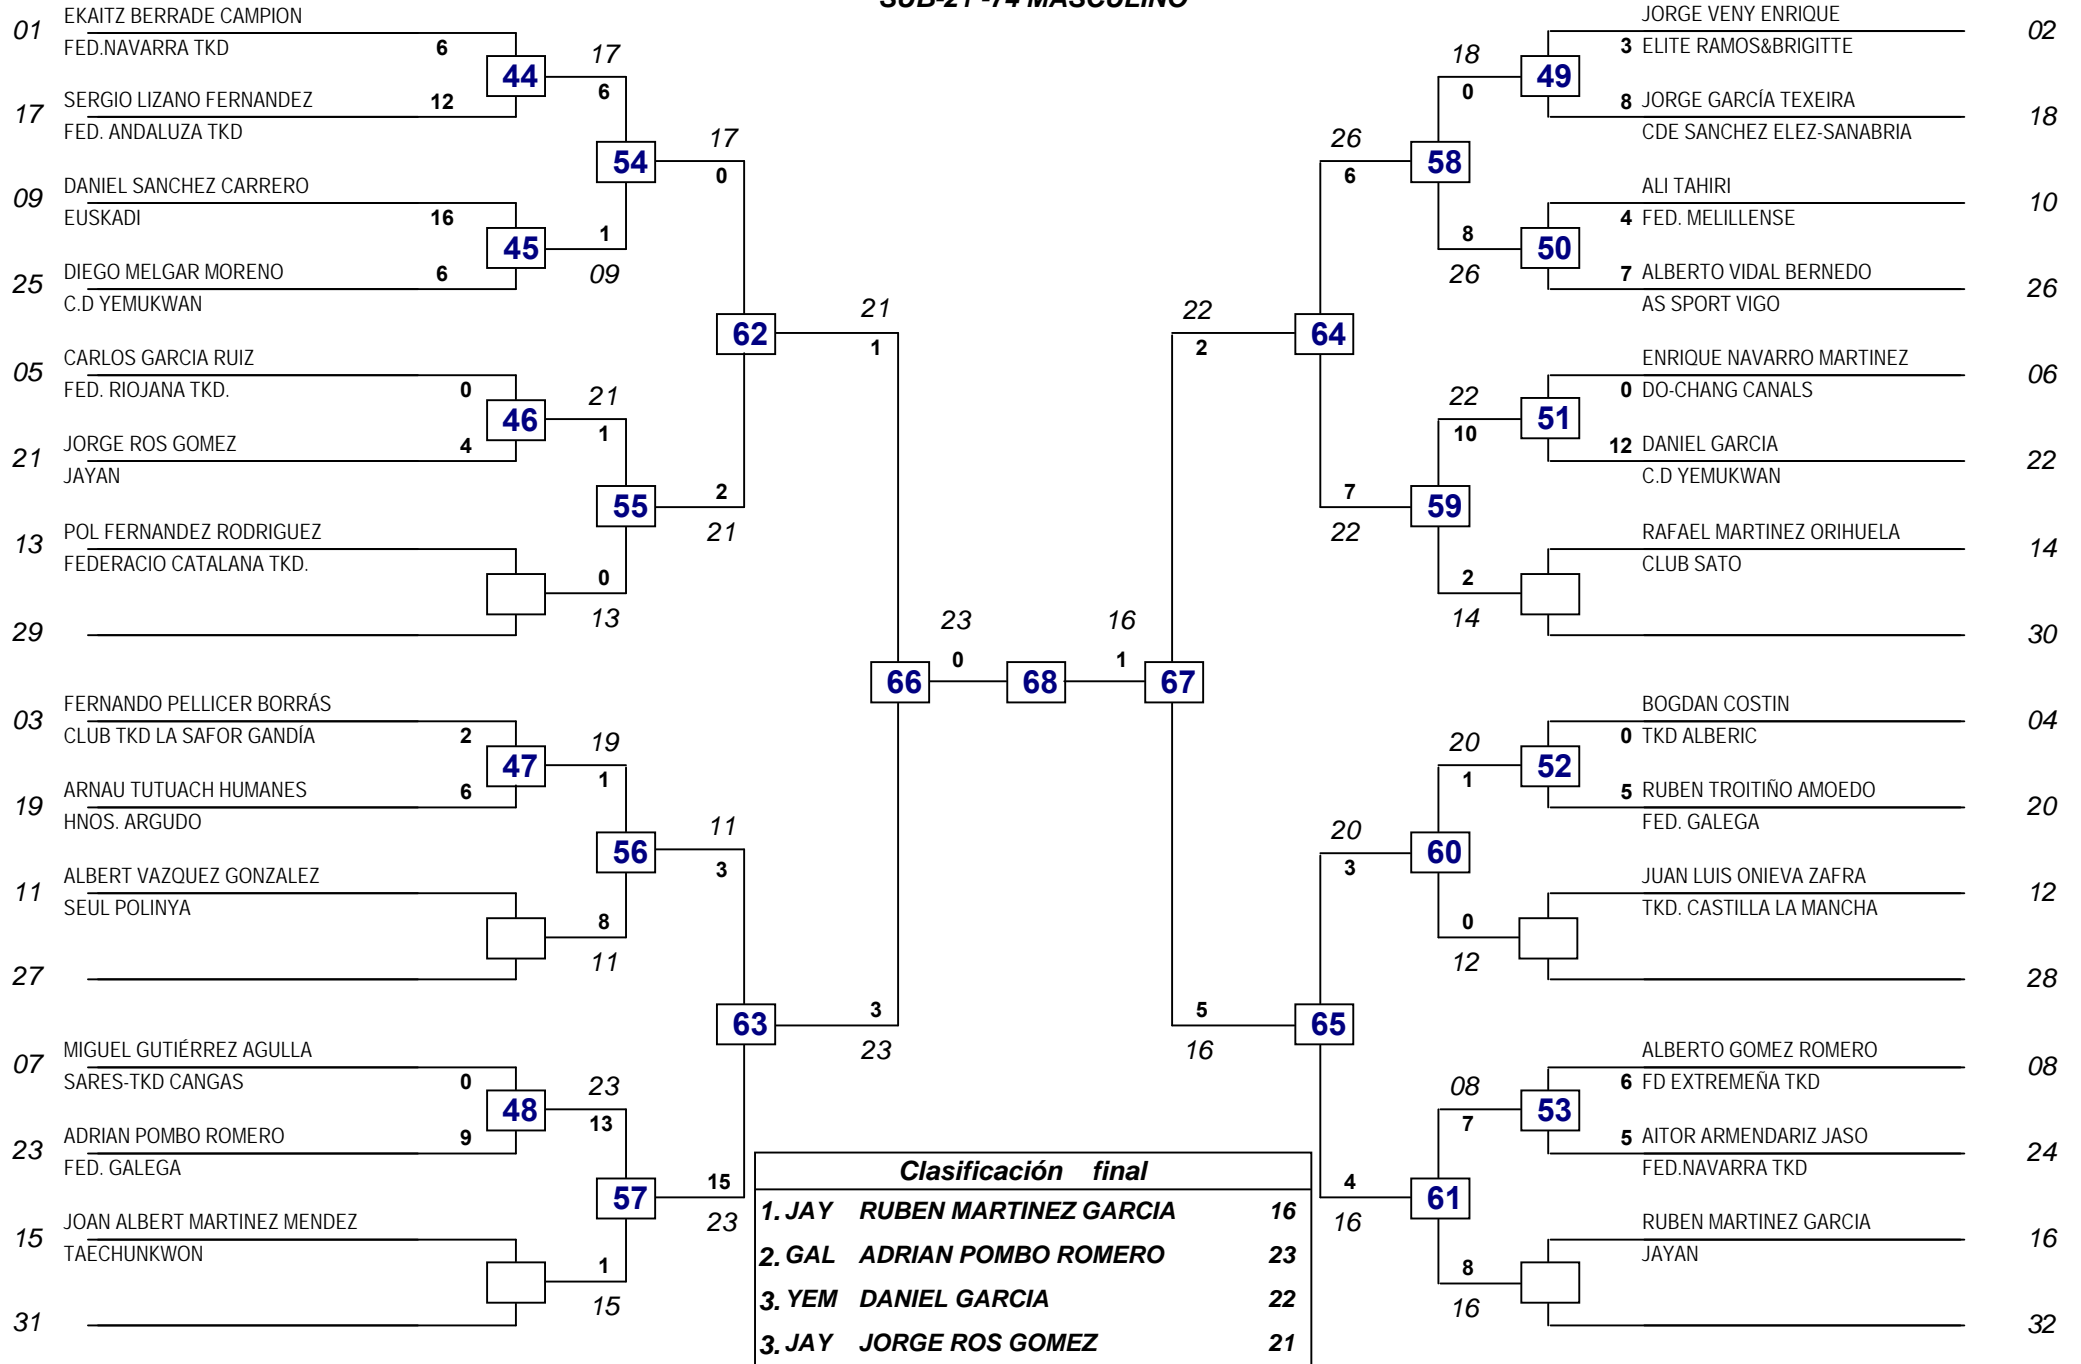 SUB-21 -74 MASCULINO
01
EKAITZ BERRADE CAMPION
FED.NAVARRA TKD
6
44
17
6
17
SERGIO LIZANO FERNANDEZ
12
FED. ANDALUZA TKD
54
17
0
09
DANIEL SANCHEZ CARRERO
EUSKADI
16
45
1
09
25
DIEGO MELGAR MORENO
6
C.D YEMUKWAN
62
21
1
05
CARLOS GARCIA RUIZ
FED. RIOJANA TKD.
0
46
21
1
21
JORGE ROS GOMEZ
4
JAYAN
55
2
21
13
POL FERNANDEZ RODRIGUEZ
FEDERACIO CATALANA TKD.
0
13
29
66
23
0
68
16
1
67
03
FERNANDO PELLICER BORRÁS
CLUB TKD LA SAFOR GANDÍA
2
47
19
1
19
ARNAU TUTUACH HUMANES
6
HNOS. ARGUDO
56
11
3
11
ALBERT VAZQUEZ GONZALEZ
SEUL POLINYA
8
11
27
63
3
23
07
MIGUEL GUTIÉRREZ AGULLA
SARES-TKD CANGAS
0
48
23
13
23
ADRIAN POMBO ROMERO
9
FED. GALEGA
57
15
23
15
JOAN ALBERT MARTINEZ MENDEZ
TAECHUNKWON
1
15
31
JORGE VENY ENRIQUE
02
3 ELITE RAMOS&BRIGITTE
18
0
49
8 JORGE GARCÍA TEXEIRA
18
CDE SANCHEZ ELEZ-SANABRIA
26
6
58
ALI TAHIRI
10
4 FED. MELILLENSE
8
26
50
7 ALBERTO VIDAL BERNEDO
26
AS SPORT VIGO
22
2
64
ENRIQUE NAVARRO MARTINEZ
06
0 DO-CHANG CANALS
22
10
51
12 DANIEL GARCIA
22
C.D YEMUKWAN
7
22
59
RAFAEL MARTINEZ ORIHUELA
14
CLUB SATO
2
14
30
BOGDAN COSTIN
04
0 TKD ALBERIC
20
1
52
5 RUBEN TROITIÑO AMOEDO
20
FED. GALEGA
20
3
60
JUAN LUIS ONIEVA ZAFRA
12
TKD. CASTILLA LA MANCHA
0
12
28
5
16
65
ALBERTO GOMEZ ROMERO
08
6 FD EXTREMEÑA TKD
08
7
53
5 AITOR ARMENDARIZ JASO
24
FED.NAVARRA TKD
4
16
61
RUBEN MARTINEZ GARCIA
16
JAYAN
8
16
32
Clasificación final
1. JAY RUBEN MARTINEZ GARCIA 16
2. GAL ADRIAN POMBO ROMERO 23
3. YEM DANIEL GARCIA 22
3. JAY JORGE ROS GOMEZ 21